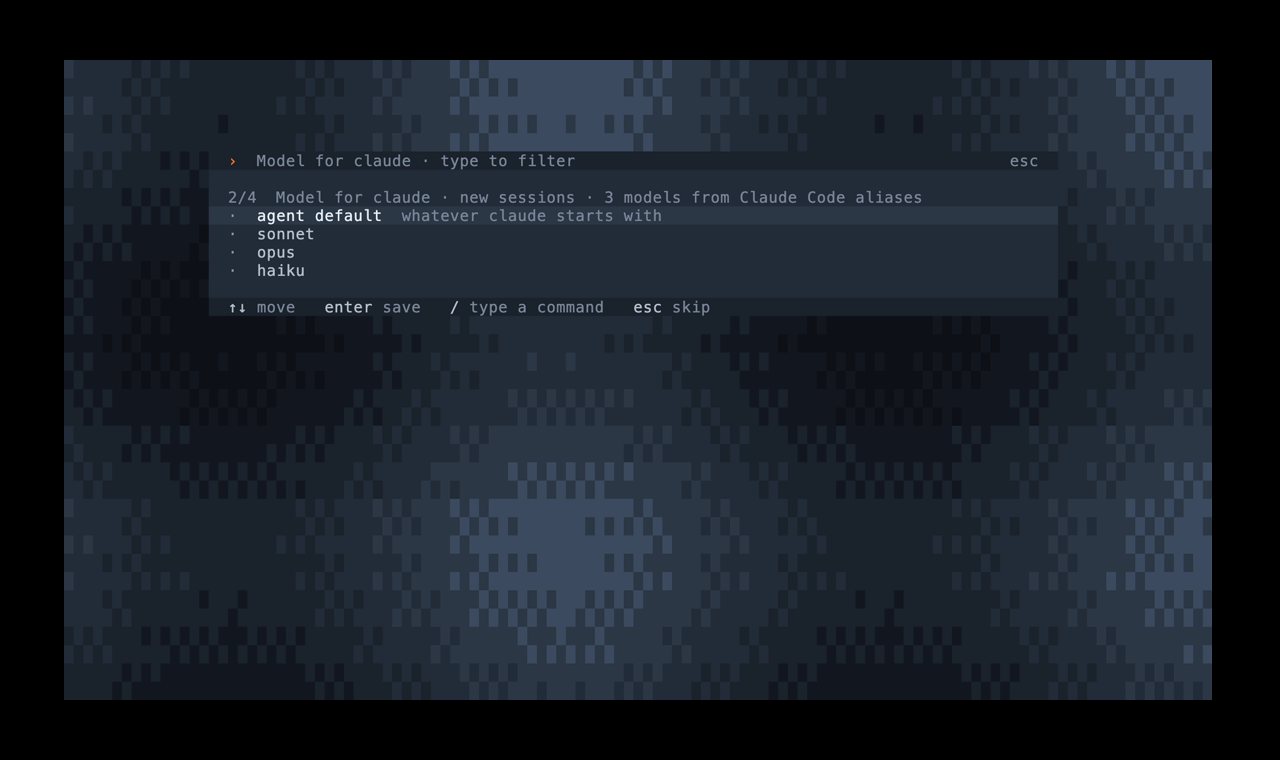 › Model for claude · type to filter esc
2/4 Model for claude · new sessions · 3 models from Claude Code aliases
· agent default whatever claude starts with
· sonnet
· opus
· haiku
↑↓ move enter save / type a command esc skip